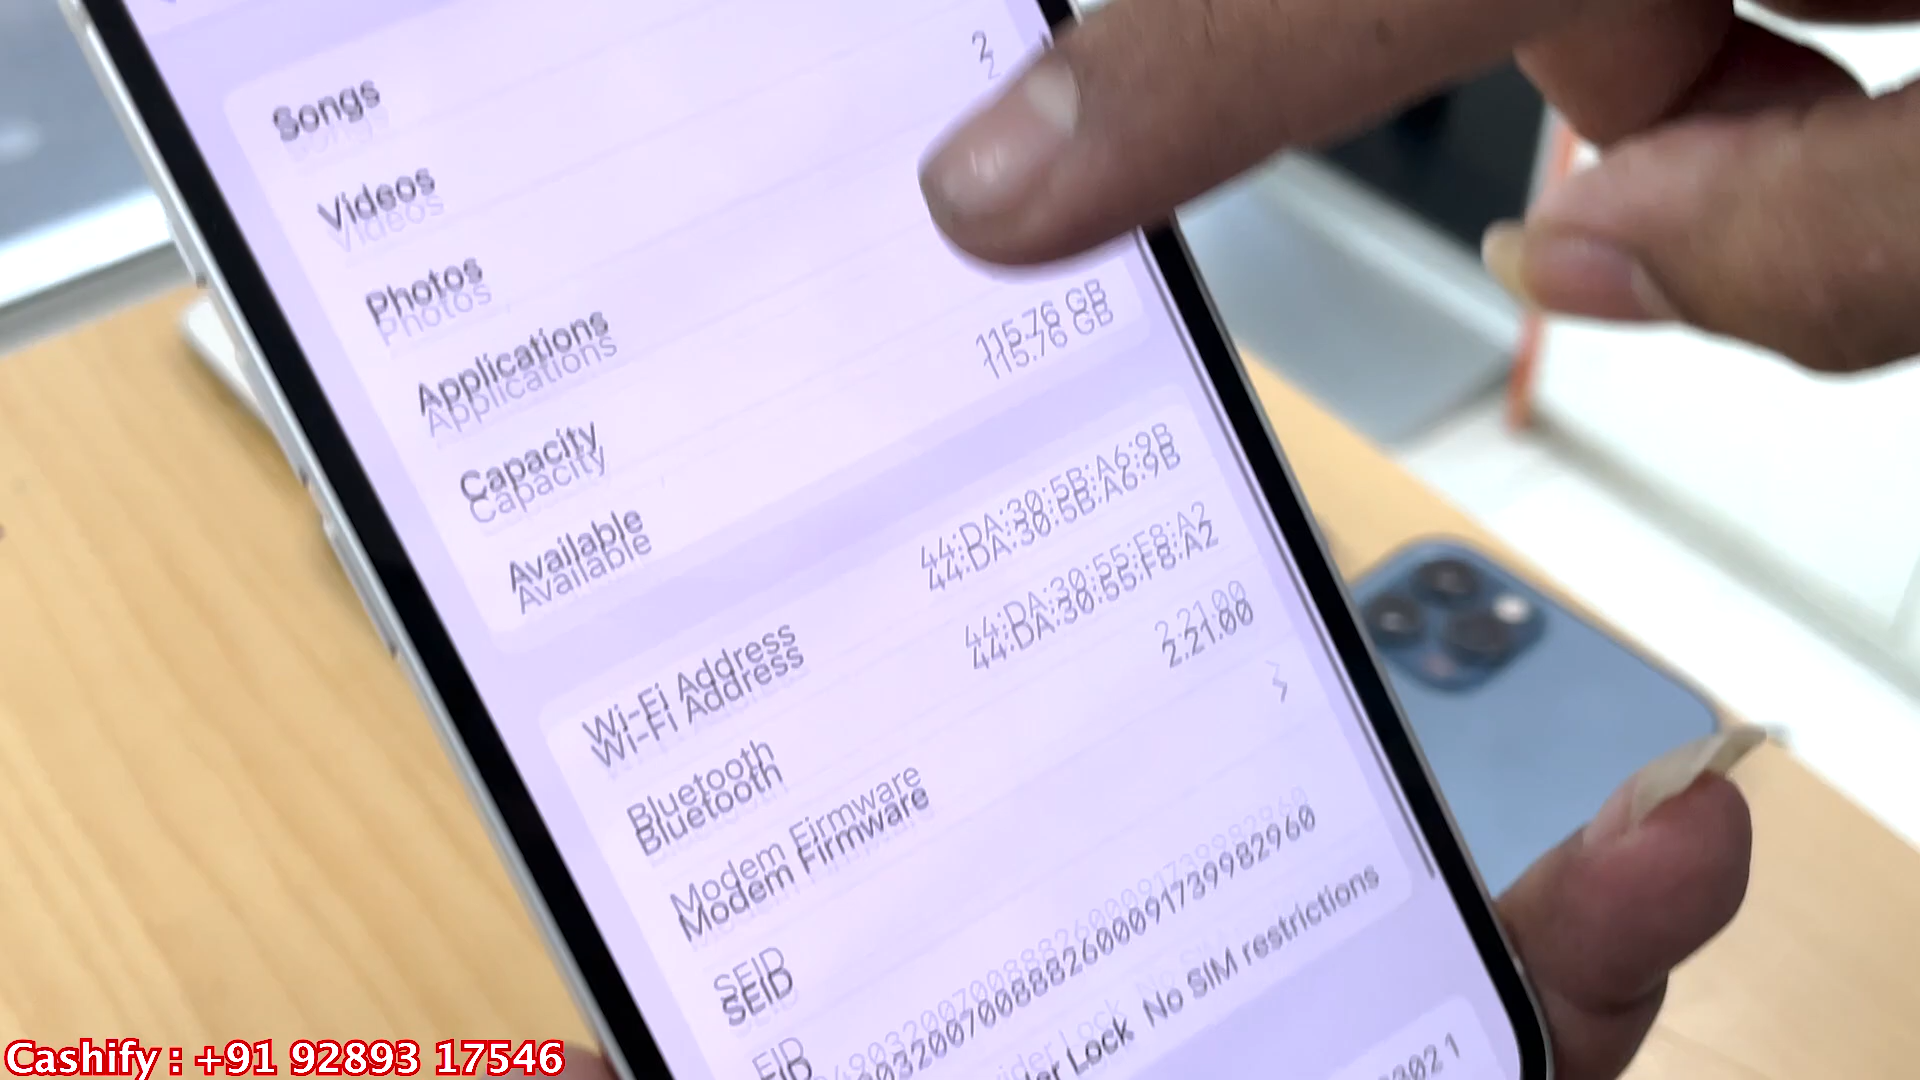 Songs 2
Videos
Photos
Applications
Capacity
Available 115.76 GB
Wi-Fi Address 44:DA:30:5B:A6:9B
Bluetooth 44:DA:30:55:F8:A2
Modem Firmware 2.21.00
SEID >
EID
Lock No SIM restrictions
Cashify : +91 92893 17546